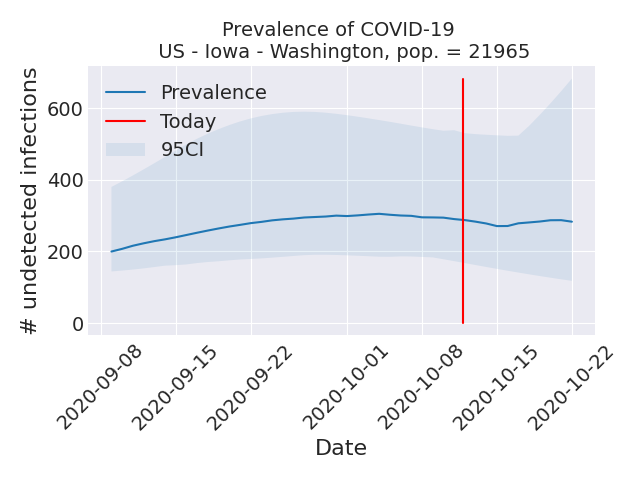 Prevalence of COVID-19
US - Iowa - Washington, pop. = 21965
# undetected infections
600
400
200
0
Prevalence
Today
95CI
2020-09-08
2020-09-15
2020-09-22
2020-10-01
2020-10-08
2020-10-15
2020-10-22
Date